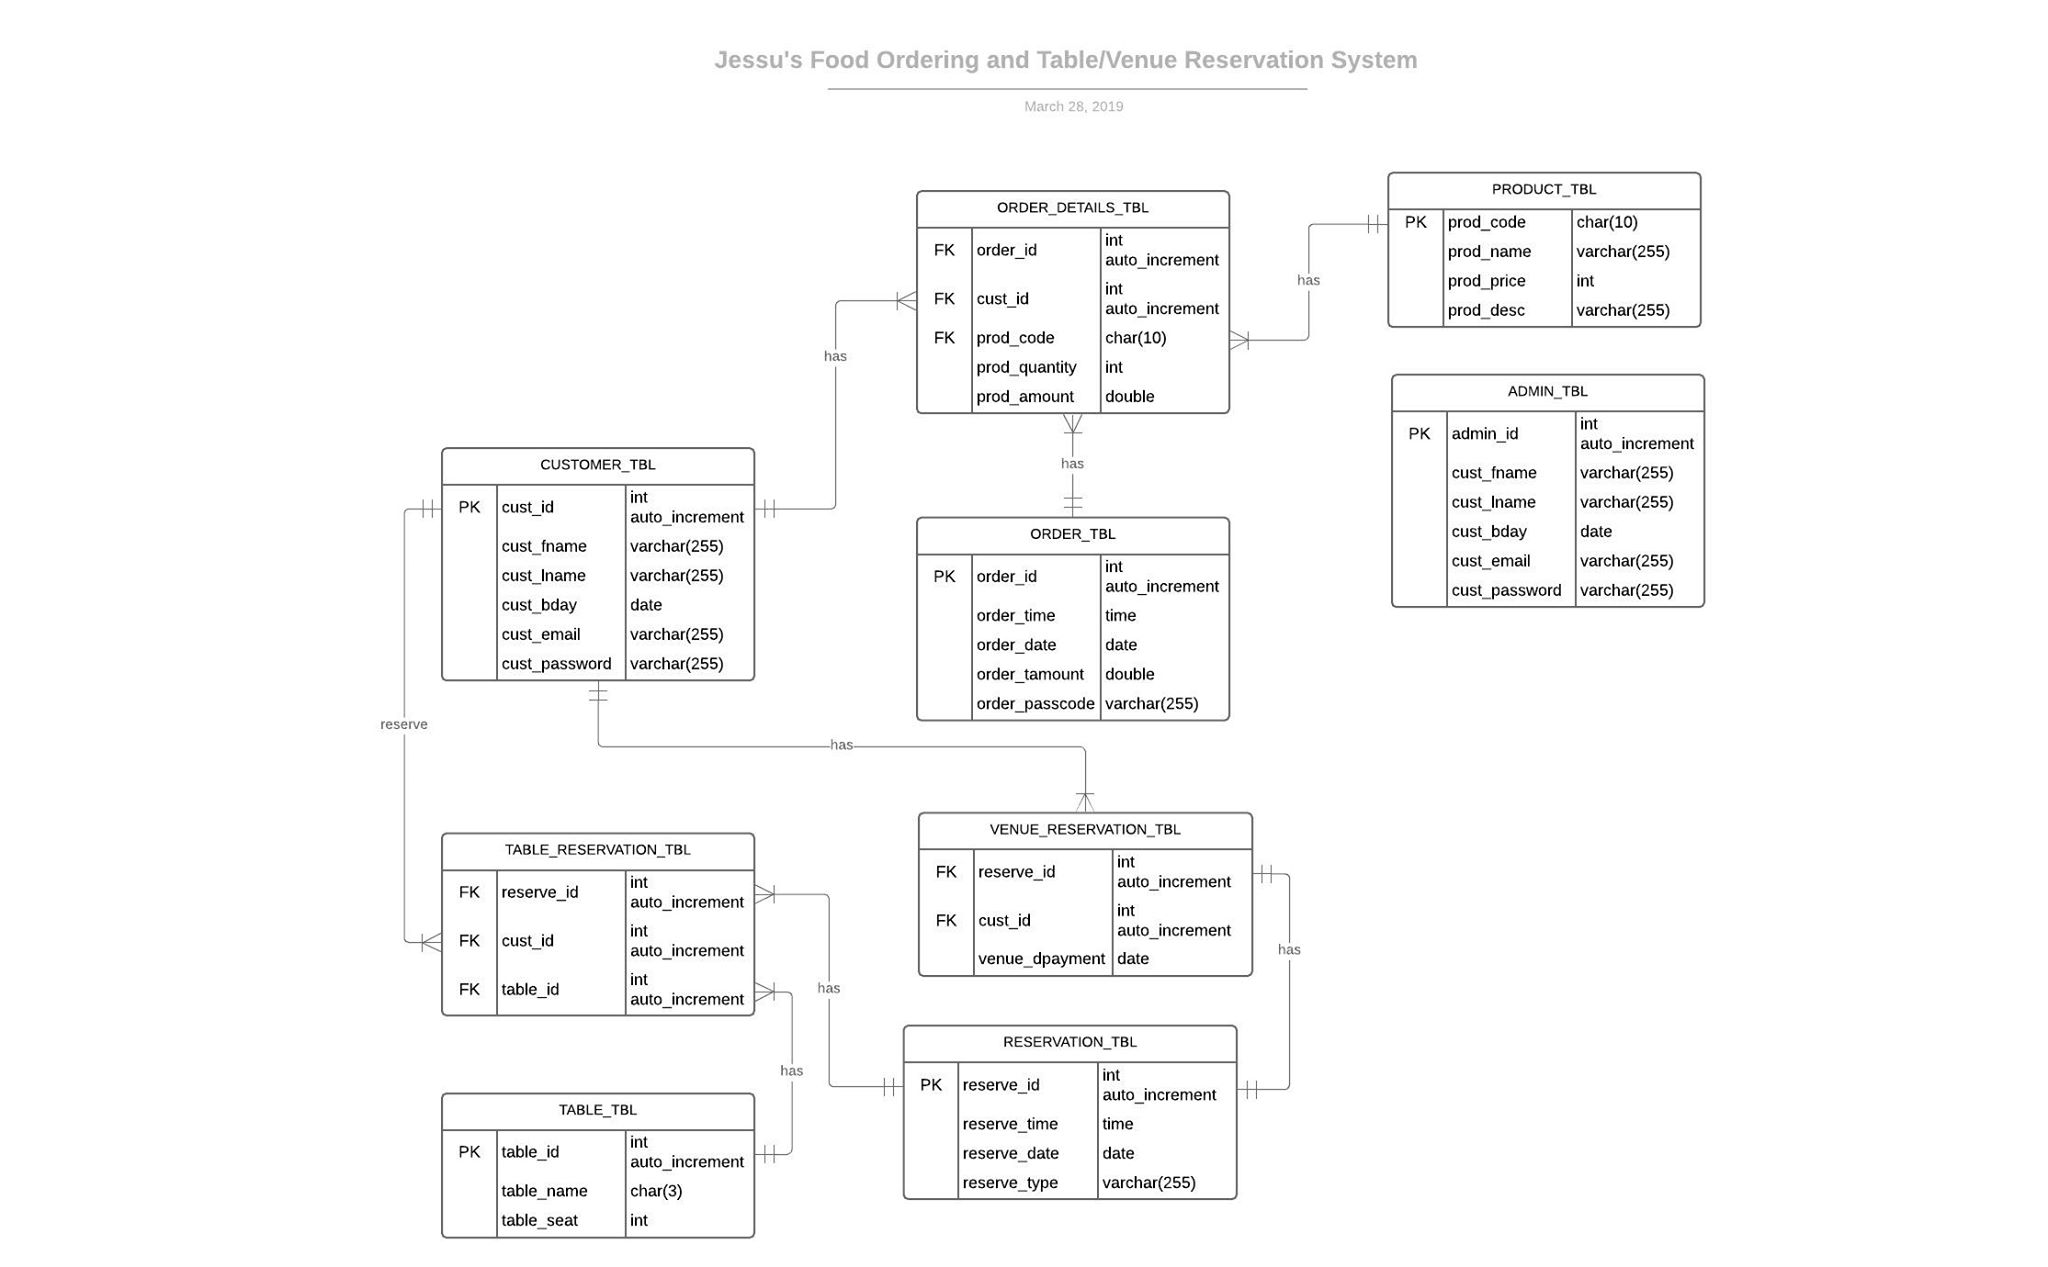 Jessu's Food Ordering and Table/Venue Reservation System
March 28, 2019
ORDER_DETAILS_TBL
FK order_id int
auto_increment
FK cust_id int
auto_increment
FK prod_code char(10)
prod_quantity int
prod_amount double
PRODUCT_TBL
PK prod_code char(10)
prod_name varchar(255)
prod_price int
prod_desc varchar(255)
has
has
ADMIN_TBL
PK admin_id int
auto_increment
cust_fname varchar(255)
cust_lname varchar(255)
cust_bday date
cust_email varchar(255)
cust_password varchar(255)
has
CUSTOMER_TBL
PK cust_id int
auto_increment
cust_fname varchar(255)
cust_lname varchar(255)
cust_bday date
cust_email varchar(255)
cust_password varchar(255)
ORDER_TBL
PK order_id int
auto_increment
order_time time
order_date date
order_tamount double
order_passcode varchar(255)
reserve
has
TABLE_RESERVATION_TBL
FK reserve_id int
auto_increment
FK cust_id int
auto_increment
FK table_id int
auto_increment
VENUE_RESERVATION_TBL
FK reserve_id int
auto_increment
FK cust_id int
auto_increment
venue_dpayment date
has
has
has
RESERVATION_TBL
PK reserve_id int
auto_increment
reserve_time time
reserve_date date
reserve_type varchar(255)
TABLE_TBL
PK table_id int
auto_increment
table_name char(3)
table_seat int